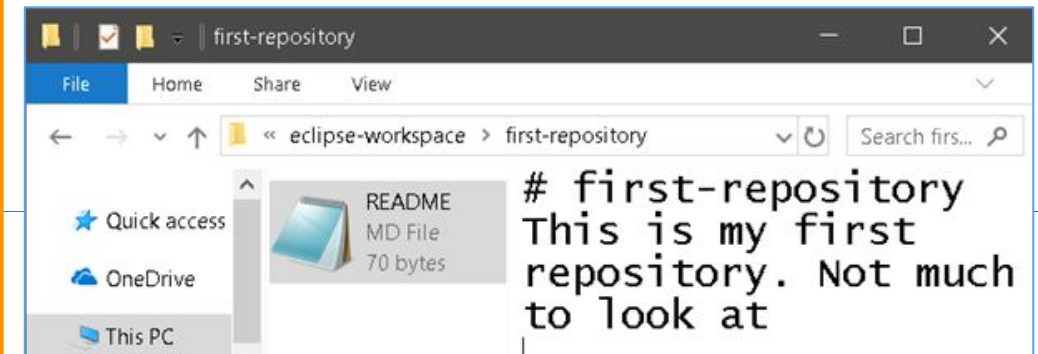 first-repository
File Home Share View
« eclipse-workspace > first-repository
Search firs...
Quick access
OneDrive
This PC
README
MD File
70 bytes
# first-repository
This is my first
repository. Not much
to look at